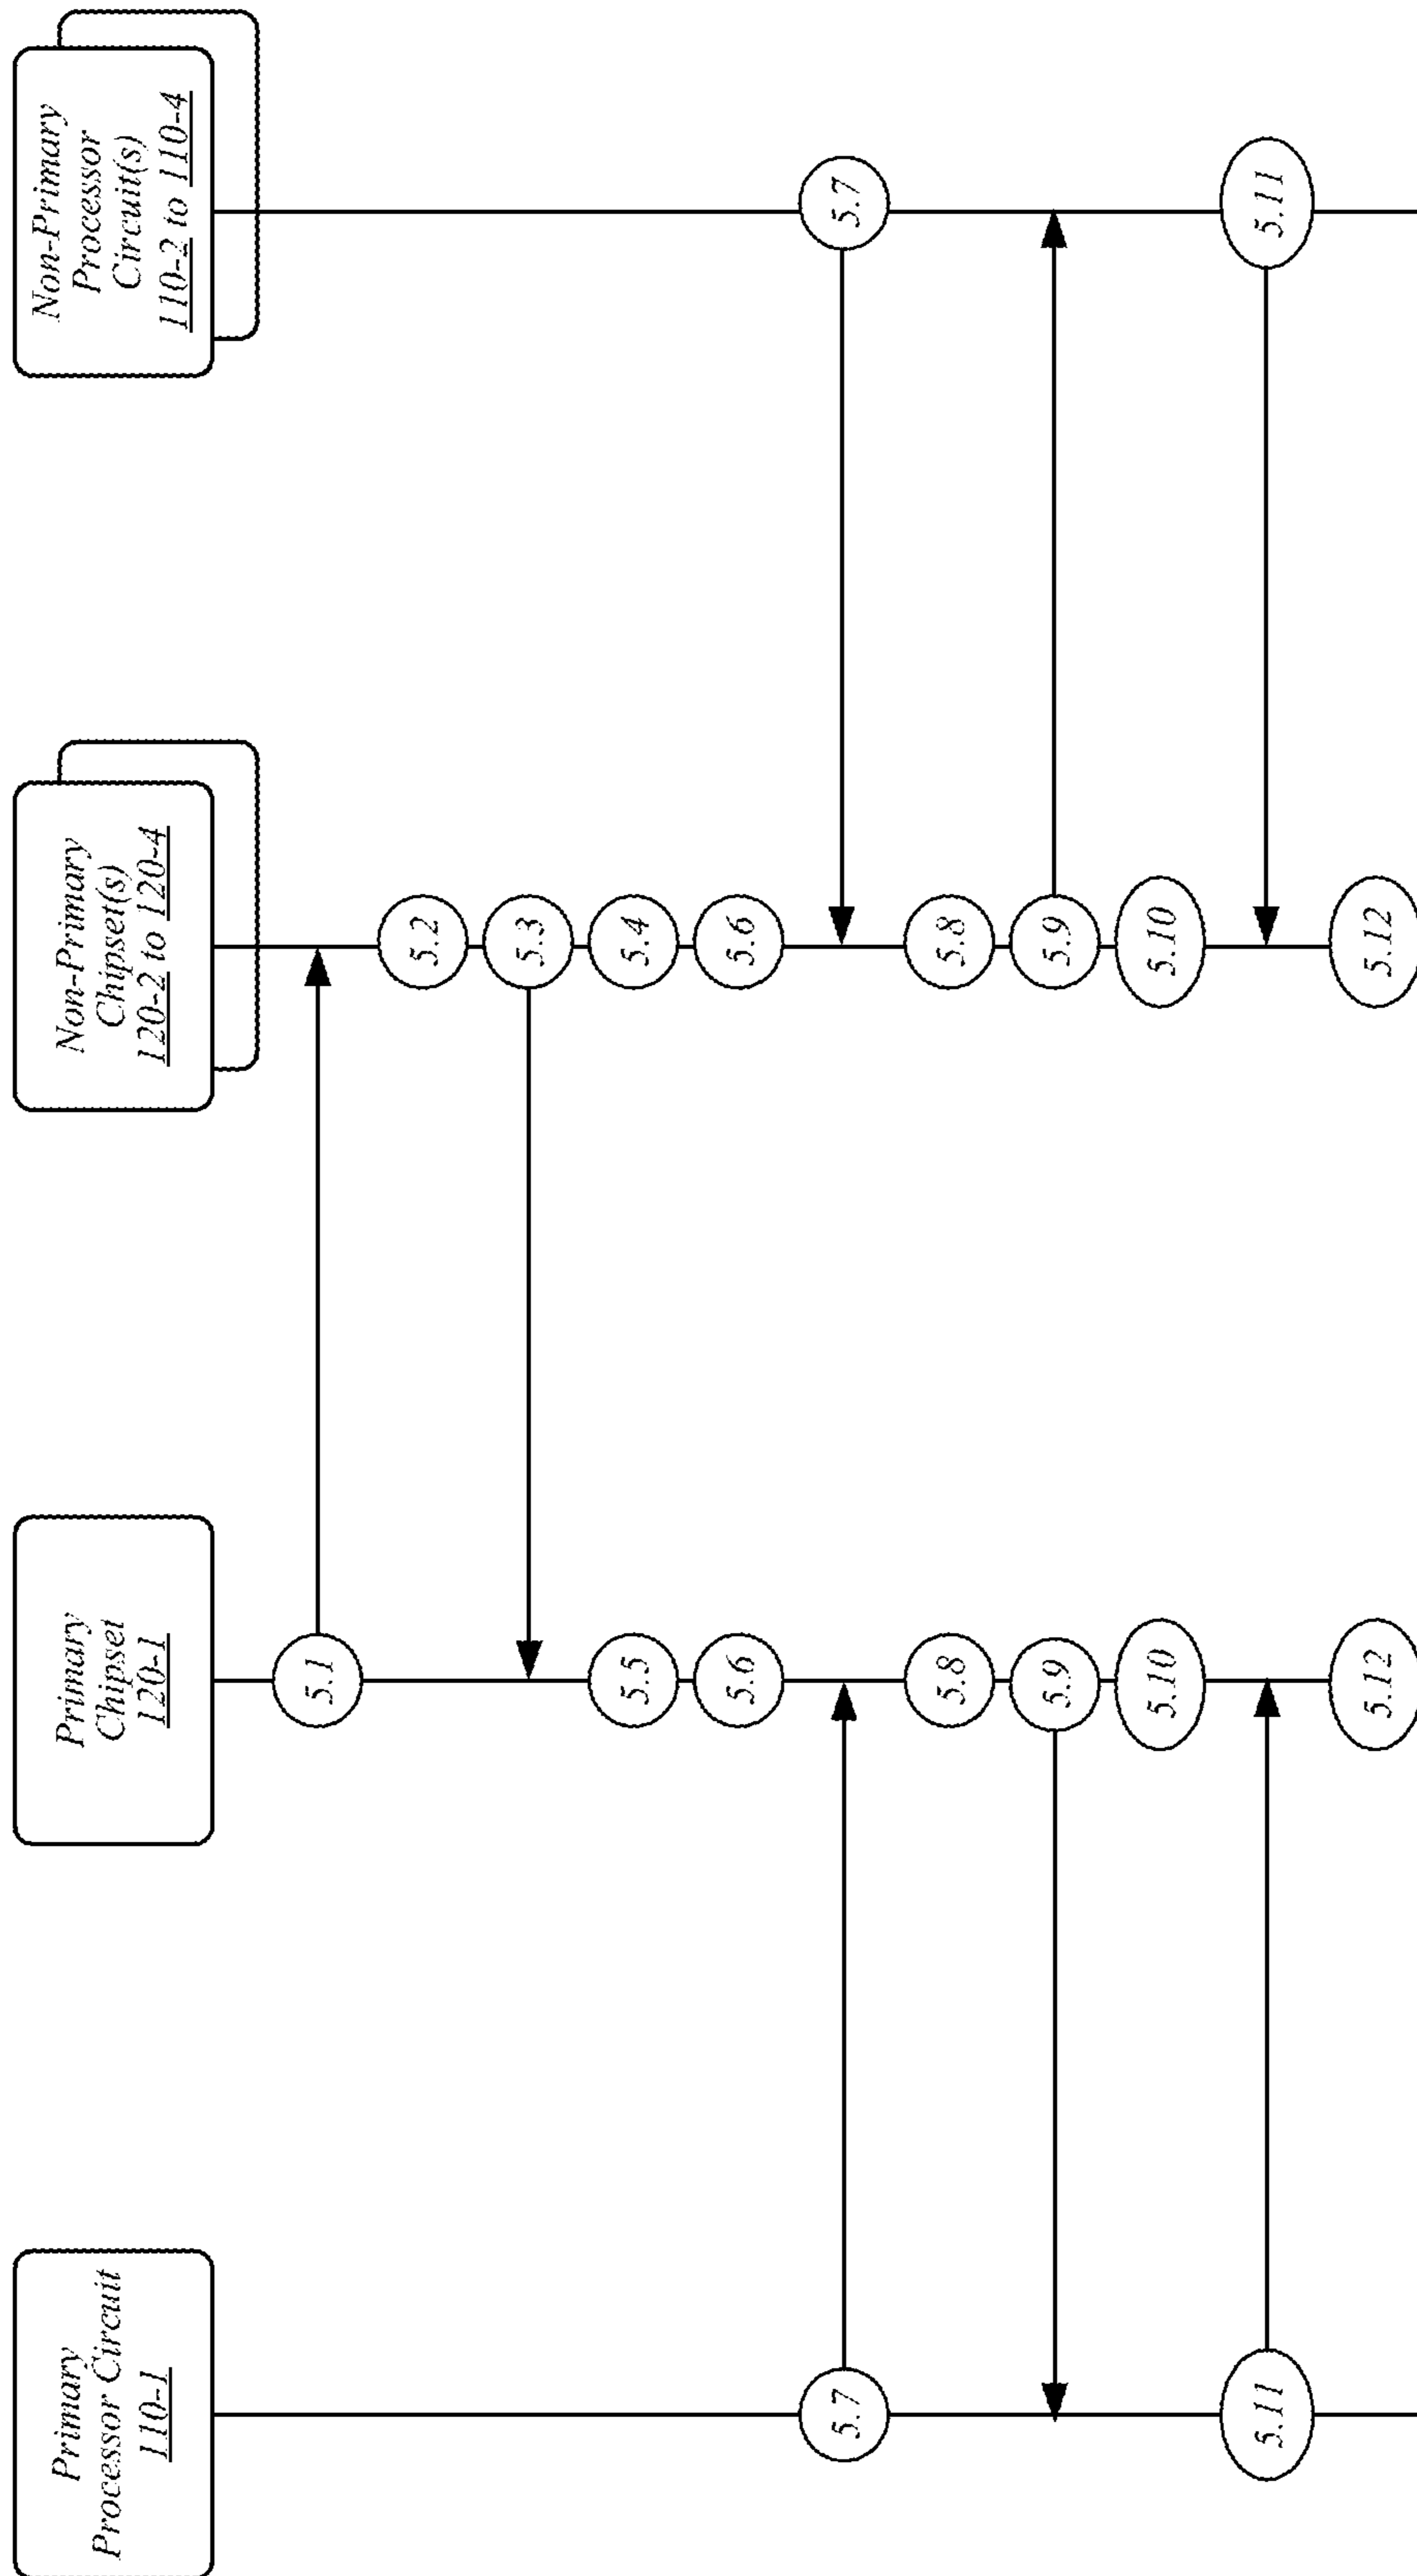 Primary
Processor Circuit
110-1
Primary
Chipset
120-1
Non-Primary
Chipset(s)
120-2 to 120-4
Non-Primary
Processor
Circuit(s)
110-2 to 110-4
5.1
5.2
5.3
5.5
5.4
5.6
5.6
5.7
5.7
5.8
5.8
5.9
5.9
5.10
5.10
5.11
5.11
5.12
5.12